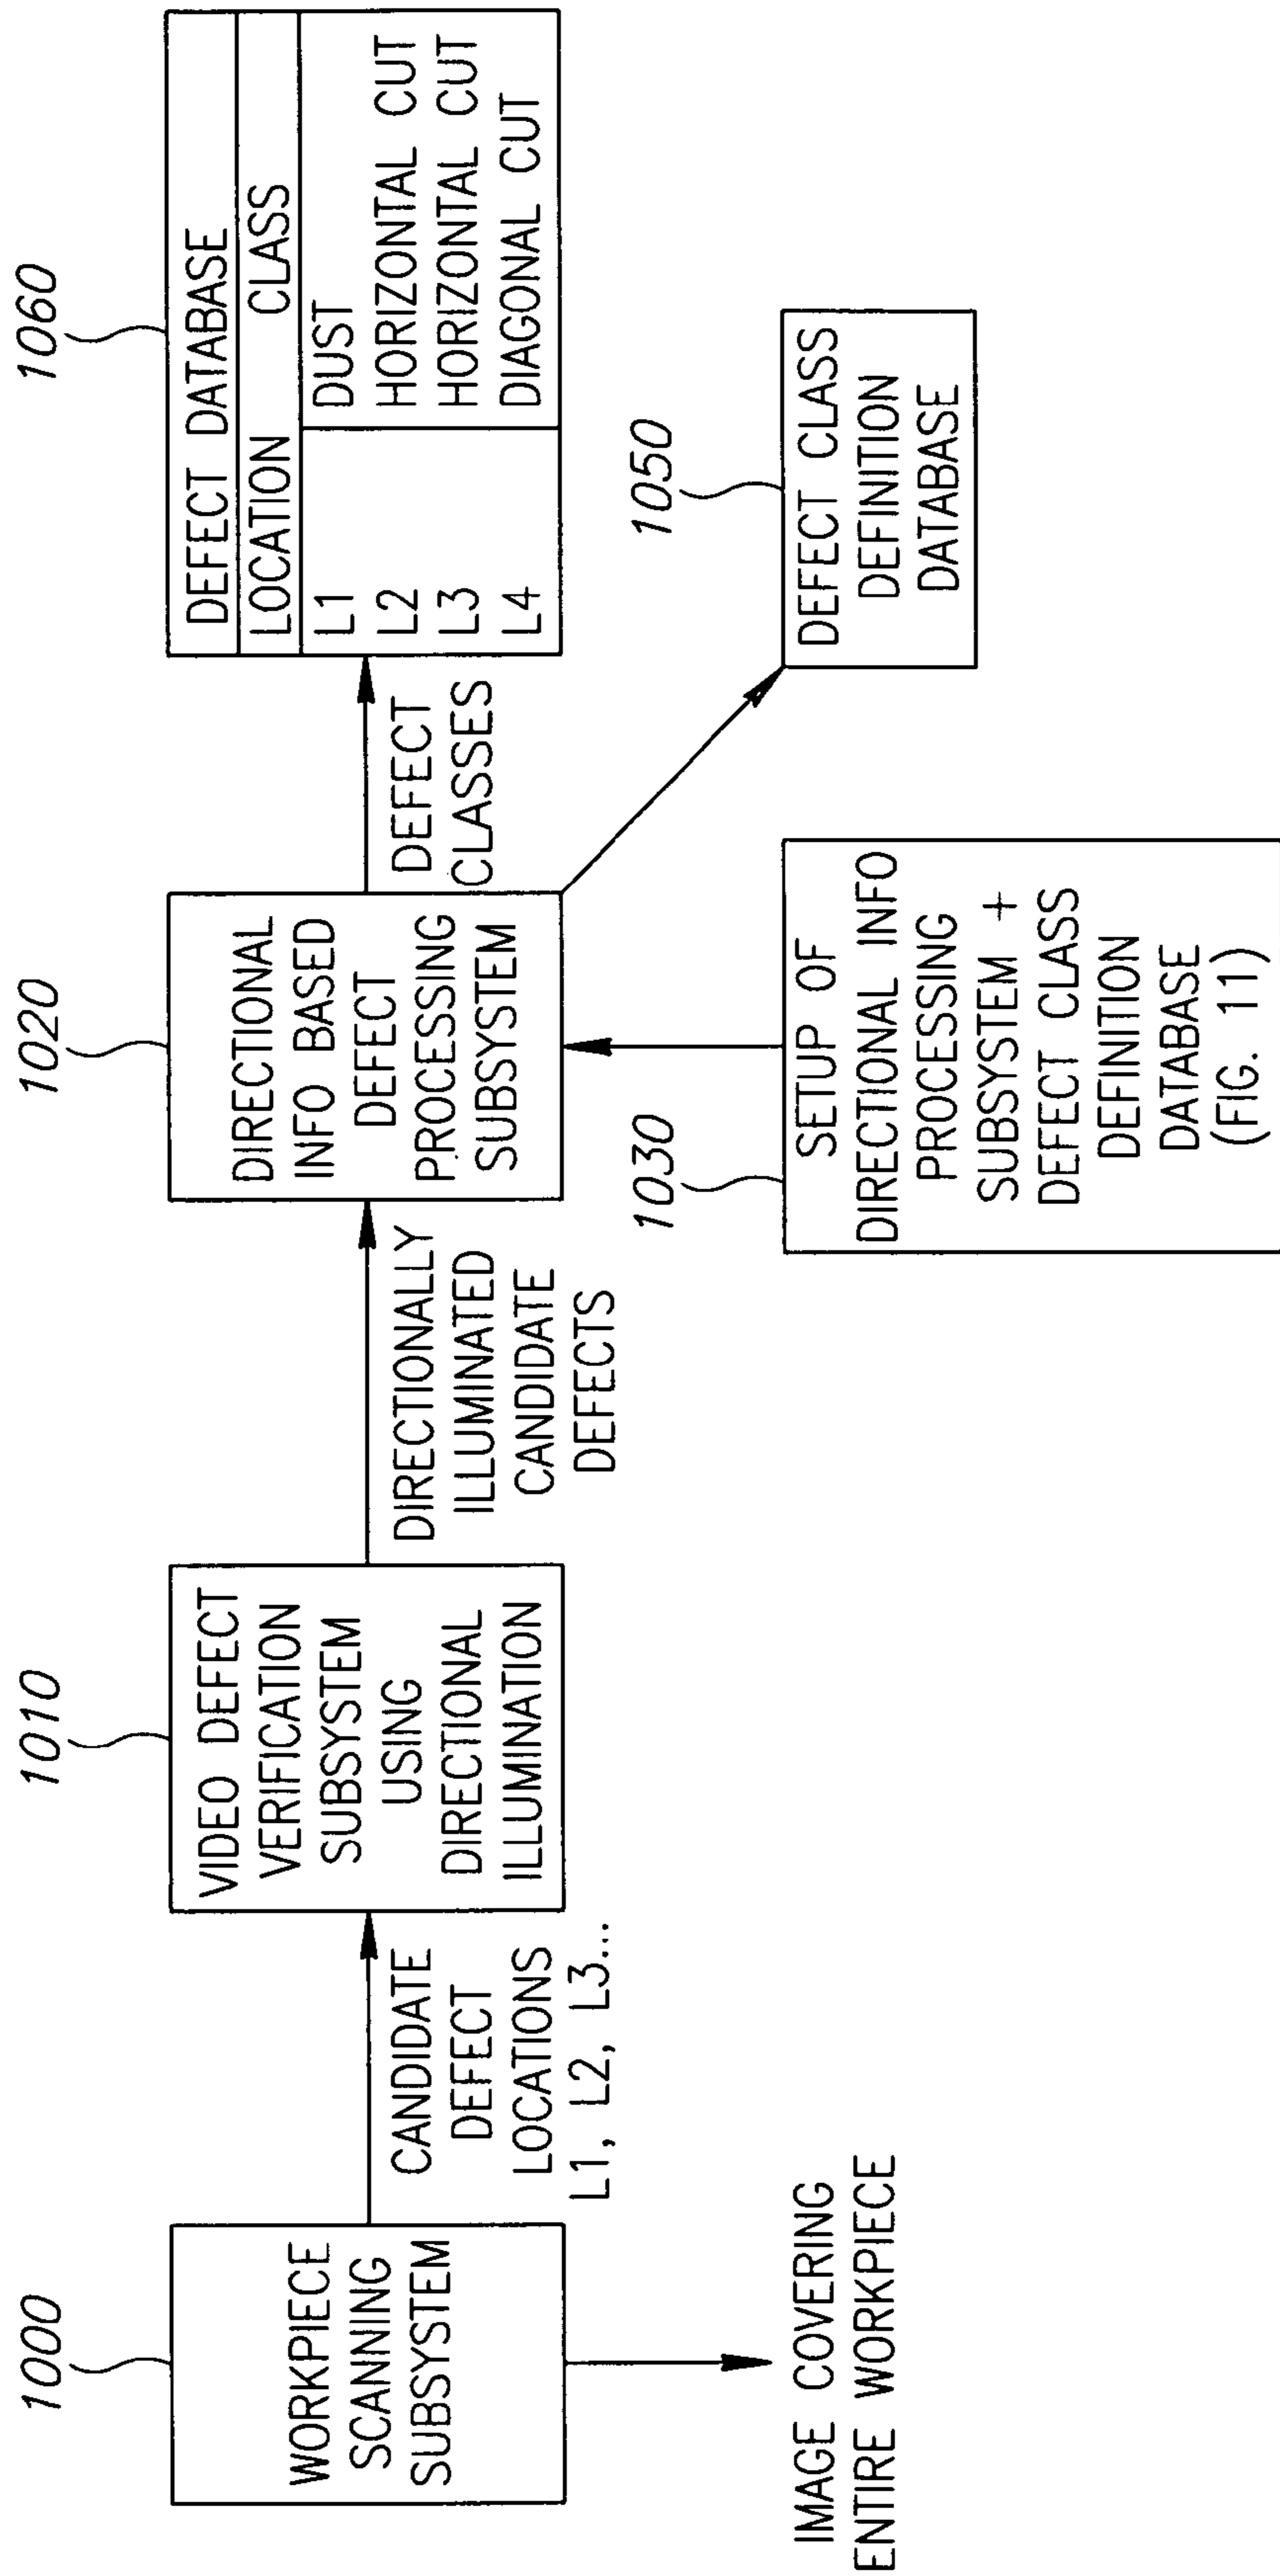 1000
WORKPIECE
SCANNING
SUBSYSTEM
IMAGE COVERING
ENTIRE WORKPIECE
CANDIDATE
DEFECT
LOCATIONS
L1, L2, L3...
1010
VIDEO DEFECT
VERIFICATION
SUBSYSTEM
USING
DIRECTIONAL
ILLUMINATION
DIRECTIONALLY
ILLUMINATED
CANDIDATE
DEFECTS
1020
DIRECTIONAL
INFO BASED
DEFECT
PROCESSING
SUBSYSTEM
1030
SETUP OF
DIRECTIONAL INFO
PROCESSING
SUBSYSTEM +
DEFECT CLASS
DEFINITION
DATABASE
(FIG. 11)
DEFECT
CLASSES
1050
DEFECT CLASS
DEFINITION
DATABASE
1060
DEFECT DATABASE
LOCATION CLASS
L1 DUST
L2 HORIZONTAL CUT
L3 HORIZONTAL CUT
L4 DIAGONAL CUT